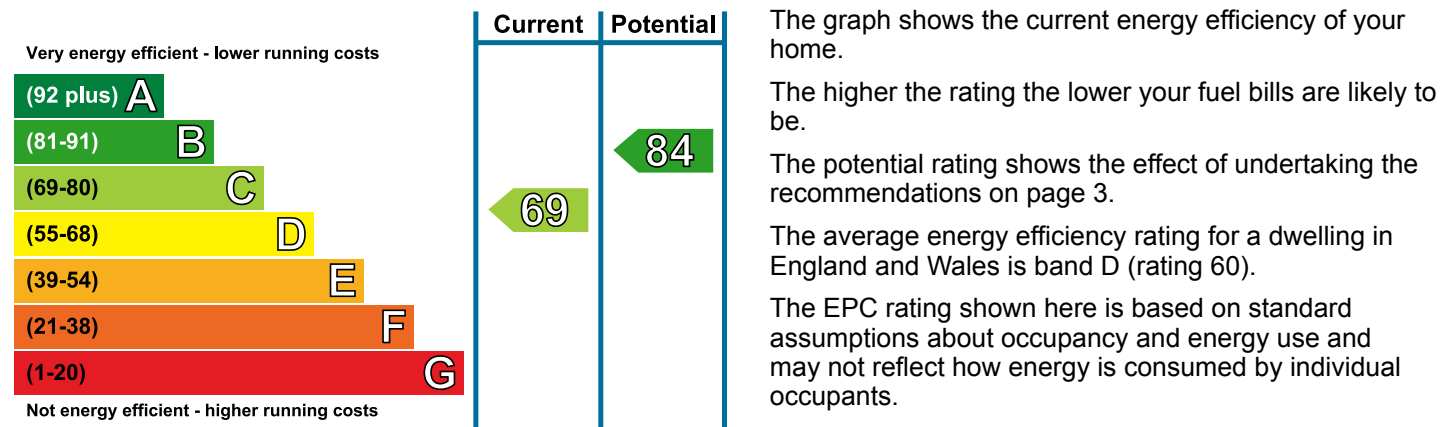 Current Potential
Very energy efficient - lower running costs
(92 plus) A
(81-91) B
(69-80) C
(55-68) D
(39-54) E
(21-38) F
(1-20) G
Not energy efficient - higher running costs
84
69
The graph shows the current energy efficiency of your
home.
The higher the rating the lower your fuel bills are likely to
be.
The potential rating shows the effect of undertaking the
recommendations on page 3.
The average energy efficiency rating for a dwelling in
England and Wales is band D (rating 60).
The EPC rating shown here is based on standard
assumptions about occupancy and energy use and
may not reflect how energy is consumed by individual
occupants.